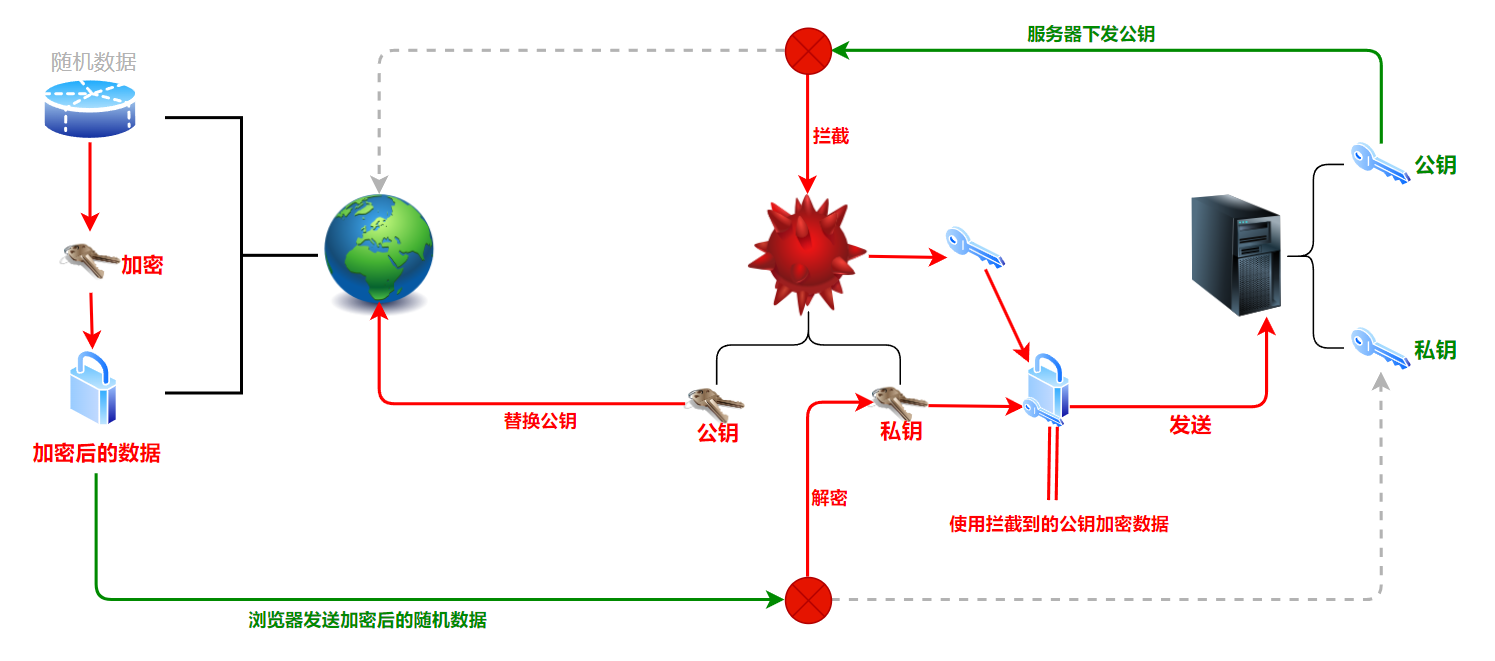 服务器下发公钥
随机数据
拦截
公钥
加密
私钥
替换公钥
公钥
私钥
发送
加密后的数据
解密
使用拦截到的公钥加密数据
浏览器发送加密后的随机数据